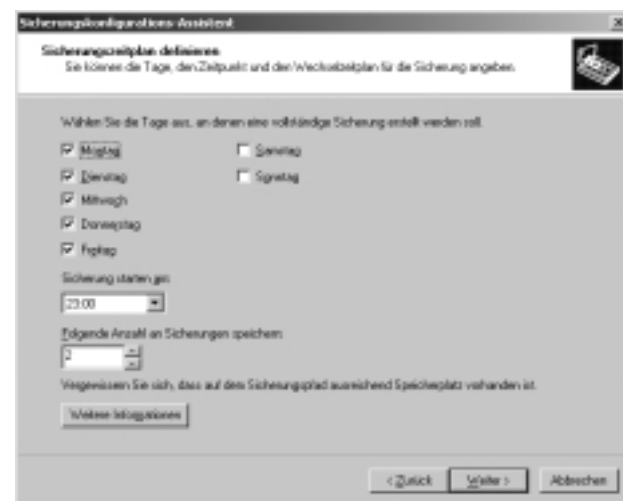 Sicherungskonfigurations-Assistent
Sicherungszeitplan definieren
Sie können die Tage, den Zeitpunkt und den Wechselzeitplan für die Sicherung angeben.
Wählen Sie die Tage aus, an denen eine vollständige Sicherung erstellt werden soll.
Montag
Samstag
Dienstag
Sonntag
Mittwoch
Donnerstag
Freitag
Sicherung starten um:
23:00
Folgende Anzahl an Sicherungen speichern:
2
Vergewissern Sie sich, dass auf dem Sicherungspfad ausreichend Speicherplatz vorhanden ist.
Weitere Informationen
< Zurück
Weiter >
Abbrechen